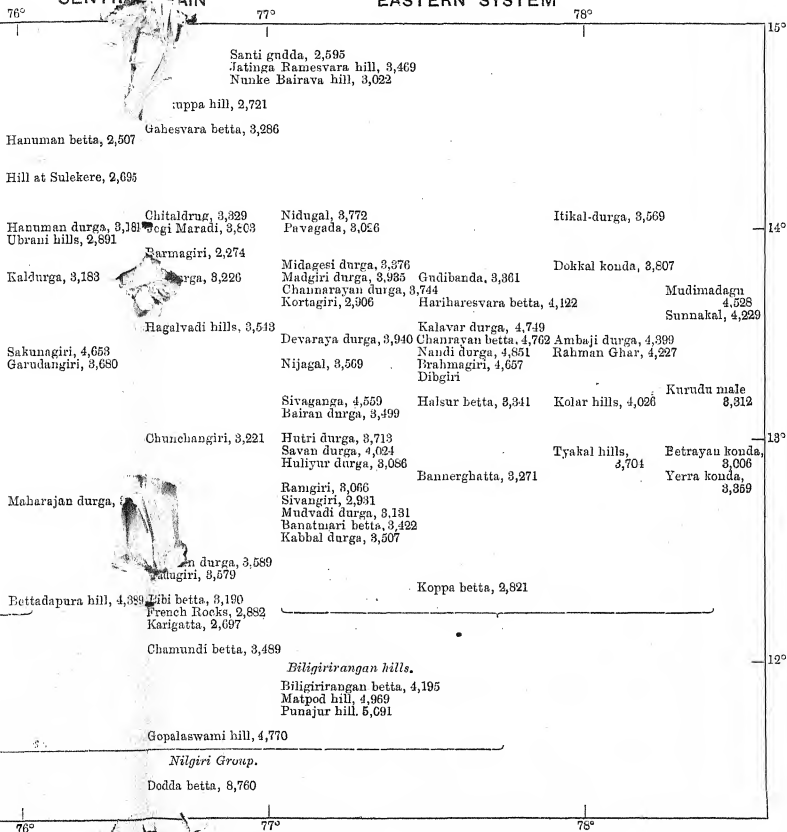 76° 77° EASTERN SYSTEM 78°
15°
Santi gudda, 2,595
Jatinga Ramesvara hill, 3,469
Nunke Bairava hill, 3,022
uppa hill, 2,721
Gahesvara betta, 3,286
Hanuman betta, 2,507
Hill at Sulekere, 2,695
Chitaldrug, 3,329 Nidugal, 3,772 Itikal-durga, 3,569
Hanuman durga, 3,181 Jogi Maradi, 3,803 Pavagada, 3,026 14°
Ubrani hills, 2,891
Barmagiri, 2,274
Midagesi durga, 3,376 Dokkal konda, 3,807
Kaldurga, 3,183 rga, 3,226 Madgiri durga, 3,935 Gudibanda, 3,361
Channarayan durga, 3,744 Mudimadagu
Kortagiri, 2,906 Hariharesvara betta, 4,122 4,528
Sunnakal, 4,229
Hagalvadi hills, 3,543 Kalavar durga, 4,749
Devaraya durga, 3,940 Chanrayan betta, 4,762 Ambaji durga, 4,399
Sakunagiri, 4,653 Nandi durga, 4,851 Rahman Ghar, 4,227
Garudangiri, 3,680 Nijagal, 3,569 Brahmagiri, 4,657
Dibgiri
Kurudu male
Sivaganga, 4,559 Halsur betta, 3,341 Kolar hills, 4,026 3,312
Bairan durga, 3,499
Chunchangiri, 3,221 Hutri durga, 3,713 13°
Savan durga, 4,024 Tyakal hills, Betrayan konda,
Huliyur durga, 3,086 3,704 3,006
Bannerghatta, 3,271 Yerra konda,
Ramgiri, 3,066 3,359
Maharajan durga, Sivangiri, 2,931
Mudvadi durga, 3,131
Banatmari betta, 3,422
Kabbal durga, 3,507
n durga, 3,589
giri, 3,579
Koppa betta, 2,821
Bettadapura hill, 4,389 Bibi betta, 3,190
French Rocks, 2,882
Karigatta, 2,697
Chamundi betta, 3,489
12°
Biligirirangan hills.
Biligirirangan betta, 4,195
Matpod hill, 4,969
Punajur hill. 5,091
Gopalaswami hill, 4,770
Nilgiri Group.
Dodda betta, 8,760
76° 77° 78°